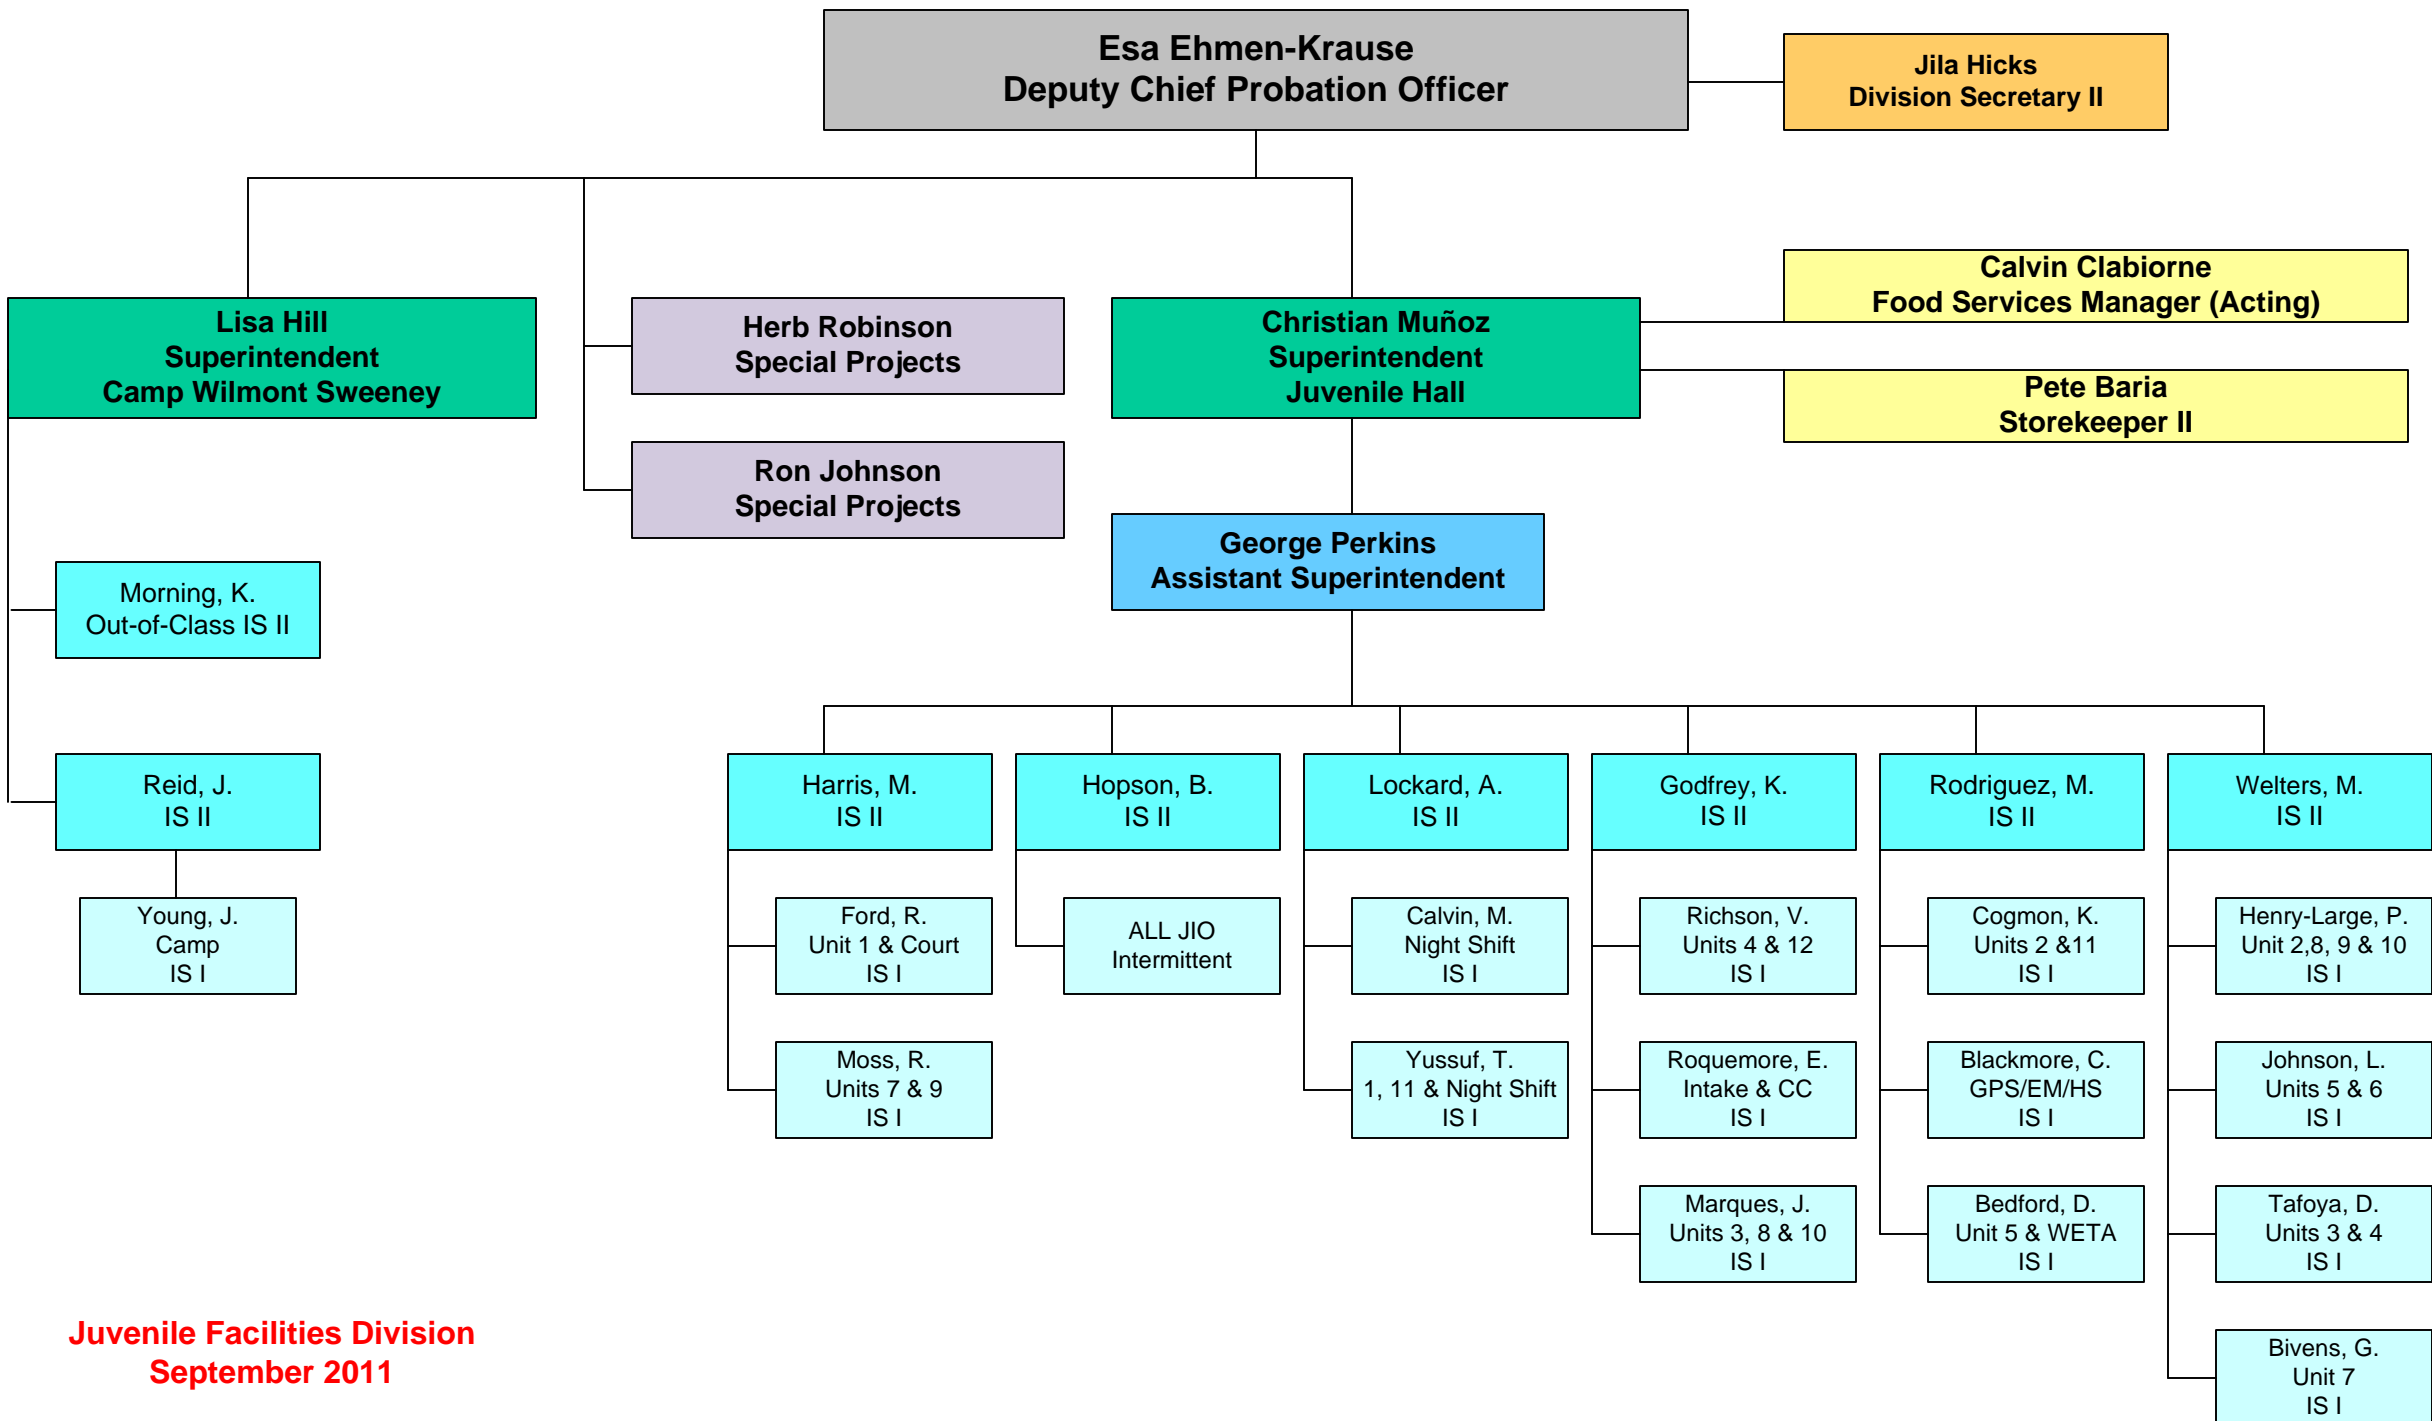 Esa Ehmen-Krause
Deputy Chief Probation Officer
Jila Hicks
Division Secretary II
Calvin Clabiorne
Food Services Manager (Acting)
Lisa Hill
Superintendent
Camp Wilmont Sweeney
Herb Robinson
Special Projects
Christian Muñoz
Superintendent
Juvenile Hall
Pete Baria
Storekeeper II
Ron Johnson
Special Projects
George Perkins
Assistant Superintendent
Morning, K.
Out-of-Class IS II
Reid, J.
IS II
Harris, M.
IS II
Hopson, B.
IS II
Lockard, A.
IS II
Godfrey, K.
IS II
Rodriguez, M.
IS II
Welters, M.
IS II
Young, J.
Camp
IS I
Ford, R.
Unit 1 & Court
IS I
ALL JIO
Intermittent
Calvin, M.
Night Shift
IS I
Richson, V.
Units 4 & 12
IS I
Cogmon, K.
Units 2 &11
IS I
Henry-Large, P.
Unit 2,8, 9 & 10
IS I
Moss, R.
Units 7 & 9
IS I
Yussuf, T.
1, 11 & Night Shift
IS I
Roquemore, E.
Intake & CC
IS I
Blackmore, C.
GPS/EM/HS
IS I
Johnson, L.
Units 5 & 6
IS I
Marques, J.
Units 3, 8 & 10
IS I
Bedford, D.
Unit 5 & WETA
IS I
Tafoya, D.
Units 3 & 4
IS I
Bivens, G.
Unit 7
IS I
Juvenile Facilities Division
September 2011